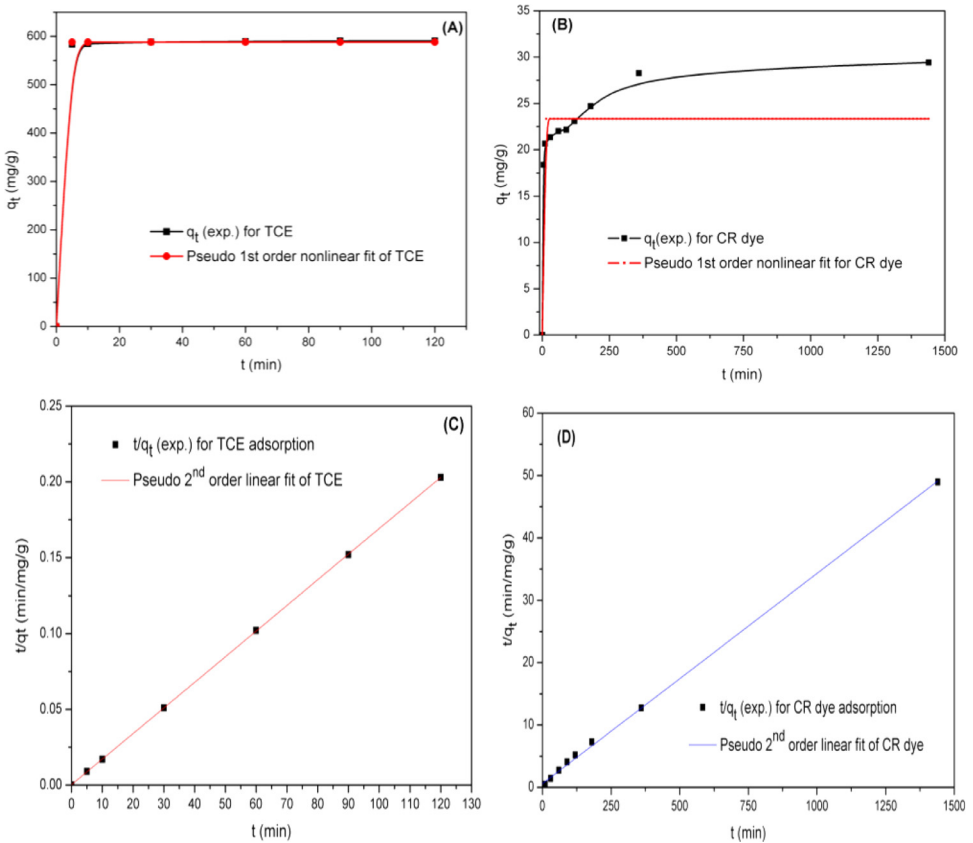 (A)
600
500
400
300
200
100
0
q_t (mg/g)
q_t (exp.) for TCE
Pseudo 1st order nonlinear fit of TCE
0 20 40 60 80 100 120
t (min)
(B)
35
30
25
20
15
10
5
0
q_t (mg/g)
q_t(exp.) for CR dye
Pseudo 1st order nonlinear fit for CR dye
0 250 500 750 1000 1250 1500
t (min)
(C)
0.25
0.20
0.15
0.10
0.05
0.00
t/qt (min/mg/g)
t/q_t (exp.) for TCE adsorption
Pseudo 2^nd order linear fit of TCE
0 10 20 30 40 50 60 70 80 90 100 110 120 130
t (min)
(D)
60
50
40
30
20
10
0
t/q_t (min/mg/g)
t/q_t (exp.) for CR dye adsorption
Pseudo 2^nd order linear fit of CR dye
0 250 500 750 1000 1250 1500
t (min)